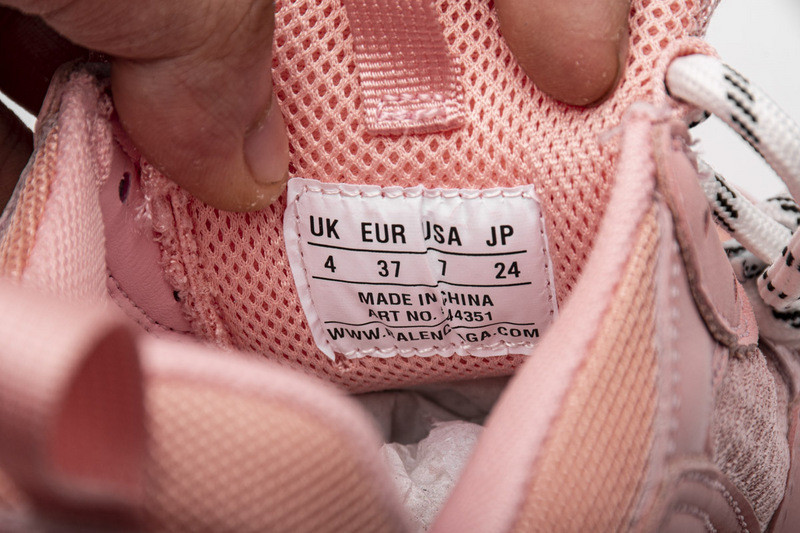 UK EUR USA JP
4 37 7 24
MADE IN CHINA
ART NO.
WWW.BALENCIAGA.COM